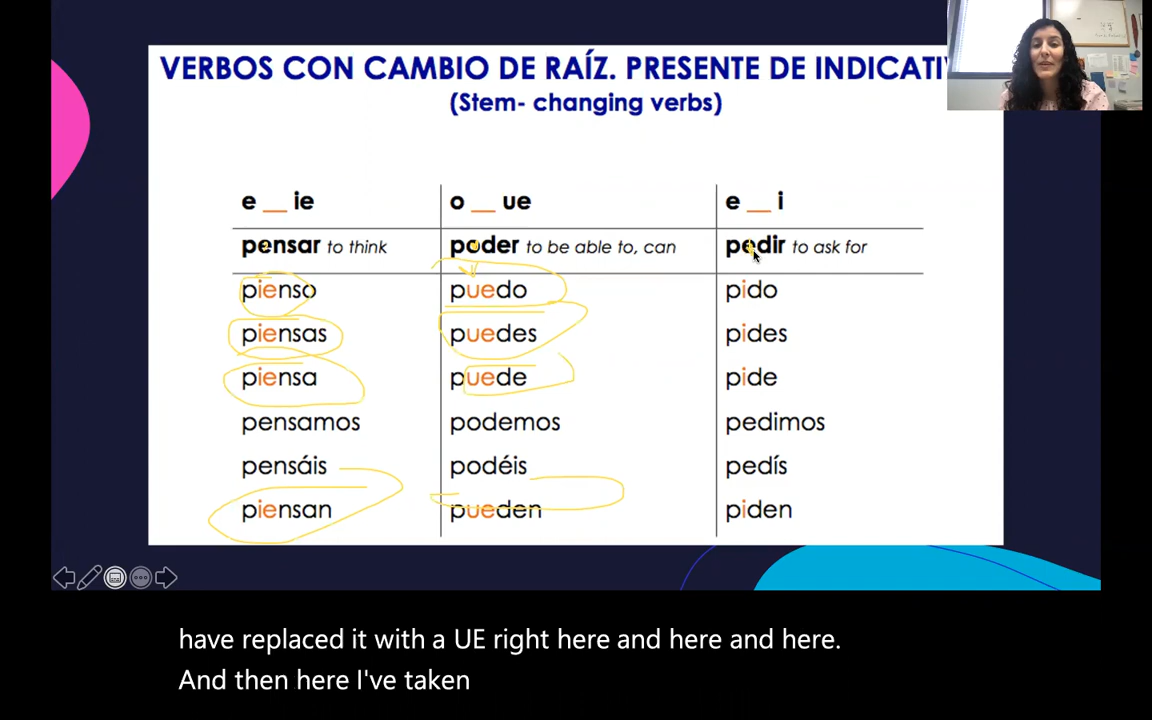 VERBOS CON CAMBIO DE RAÍZ. PRESENTE DE INDICATIV
(Stem- changing verbs)
e __ ie
o __ ue
e __ i
pensar to think
poder to be able to, can
pedir to ask for
pienso
puedo
pido
piensas
puedes
pides
piensa
puede
pide
pensamos
podemos
pedimos
pensáis
podéis
pedís
piensan
pueden
piden
have replaced it with a UE right here and here and here.
And then here I've taken